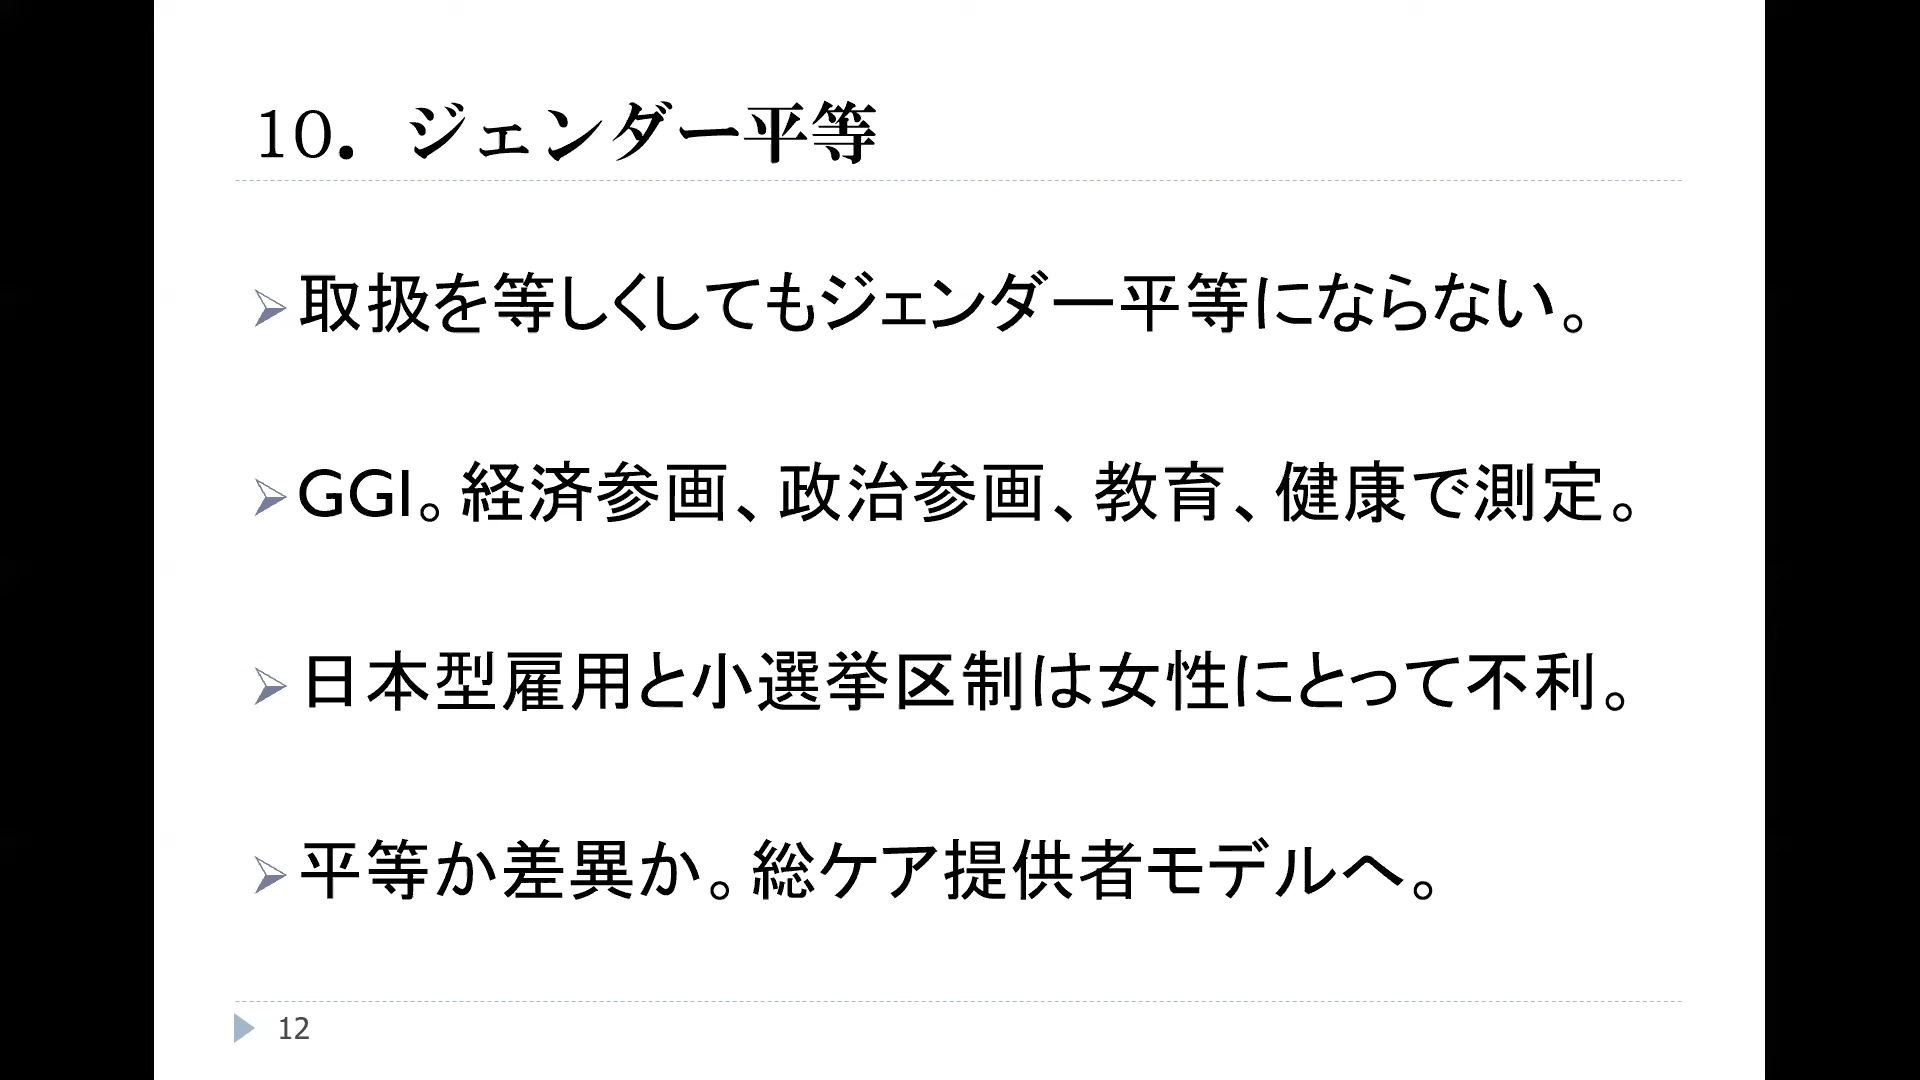 10．ジェンダー平等
➢取扱を等しくしてもジェンダー平等にならない。
➢GGI。経済参画、政治参画、教育、健康で測定。
➢日本型雇用と小選挙区制は女性にとって不利。
➢平等か差異か。総ケア提供者モデルへ。
12